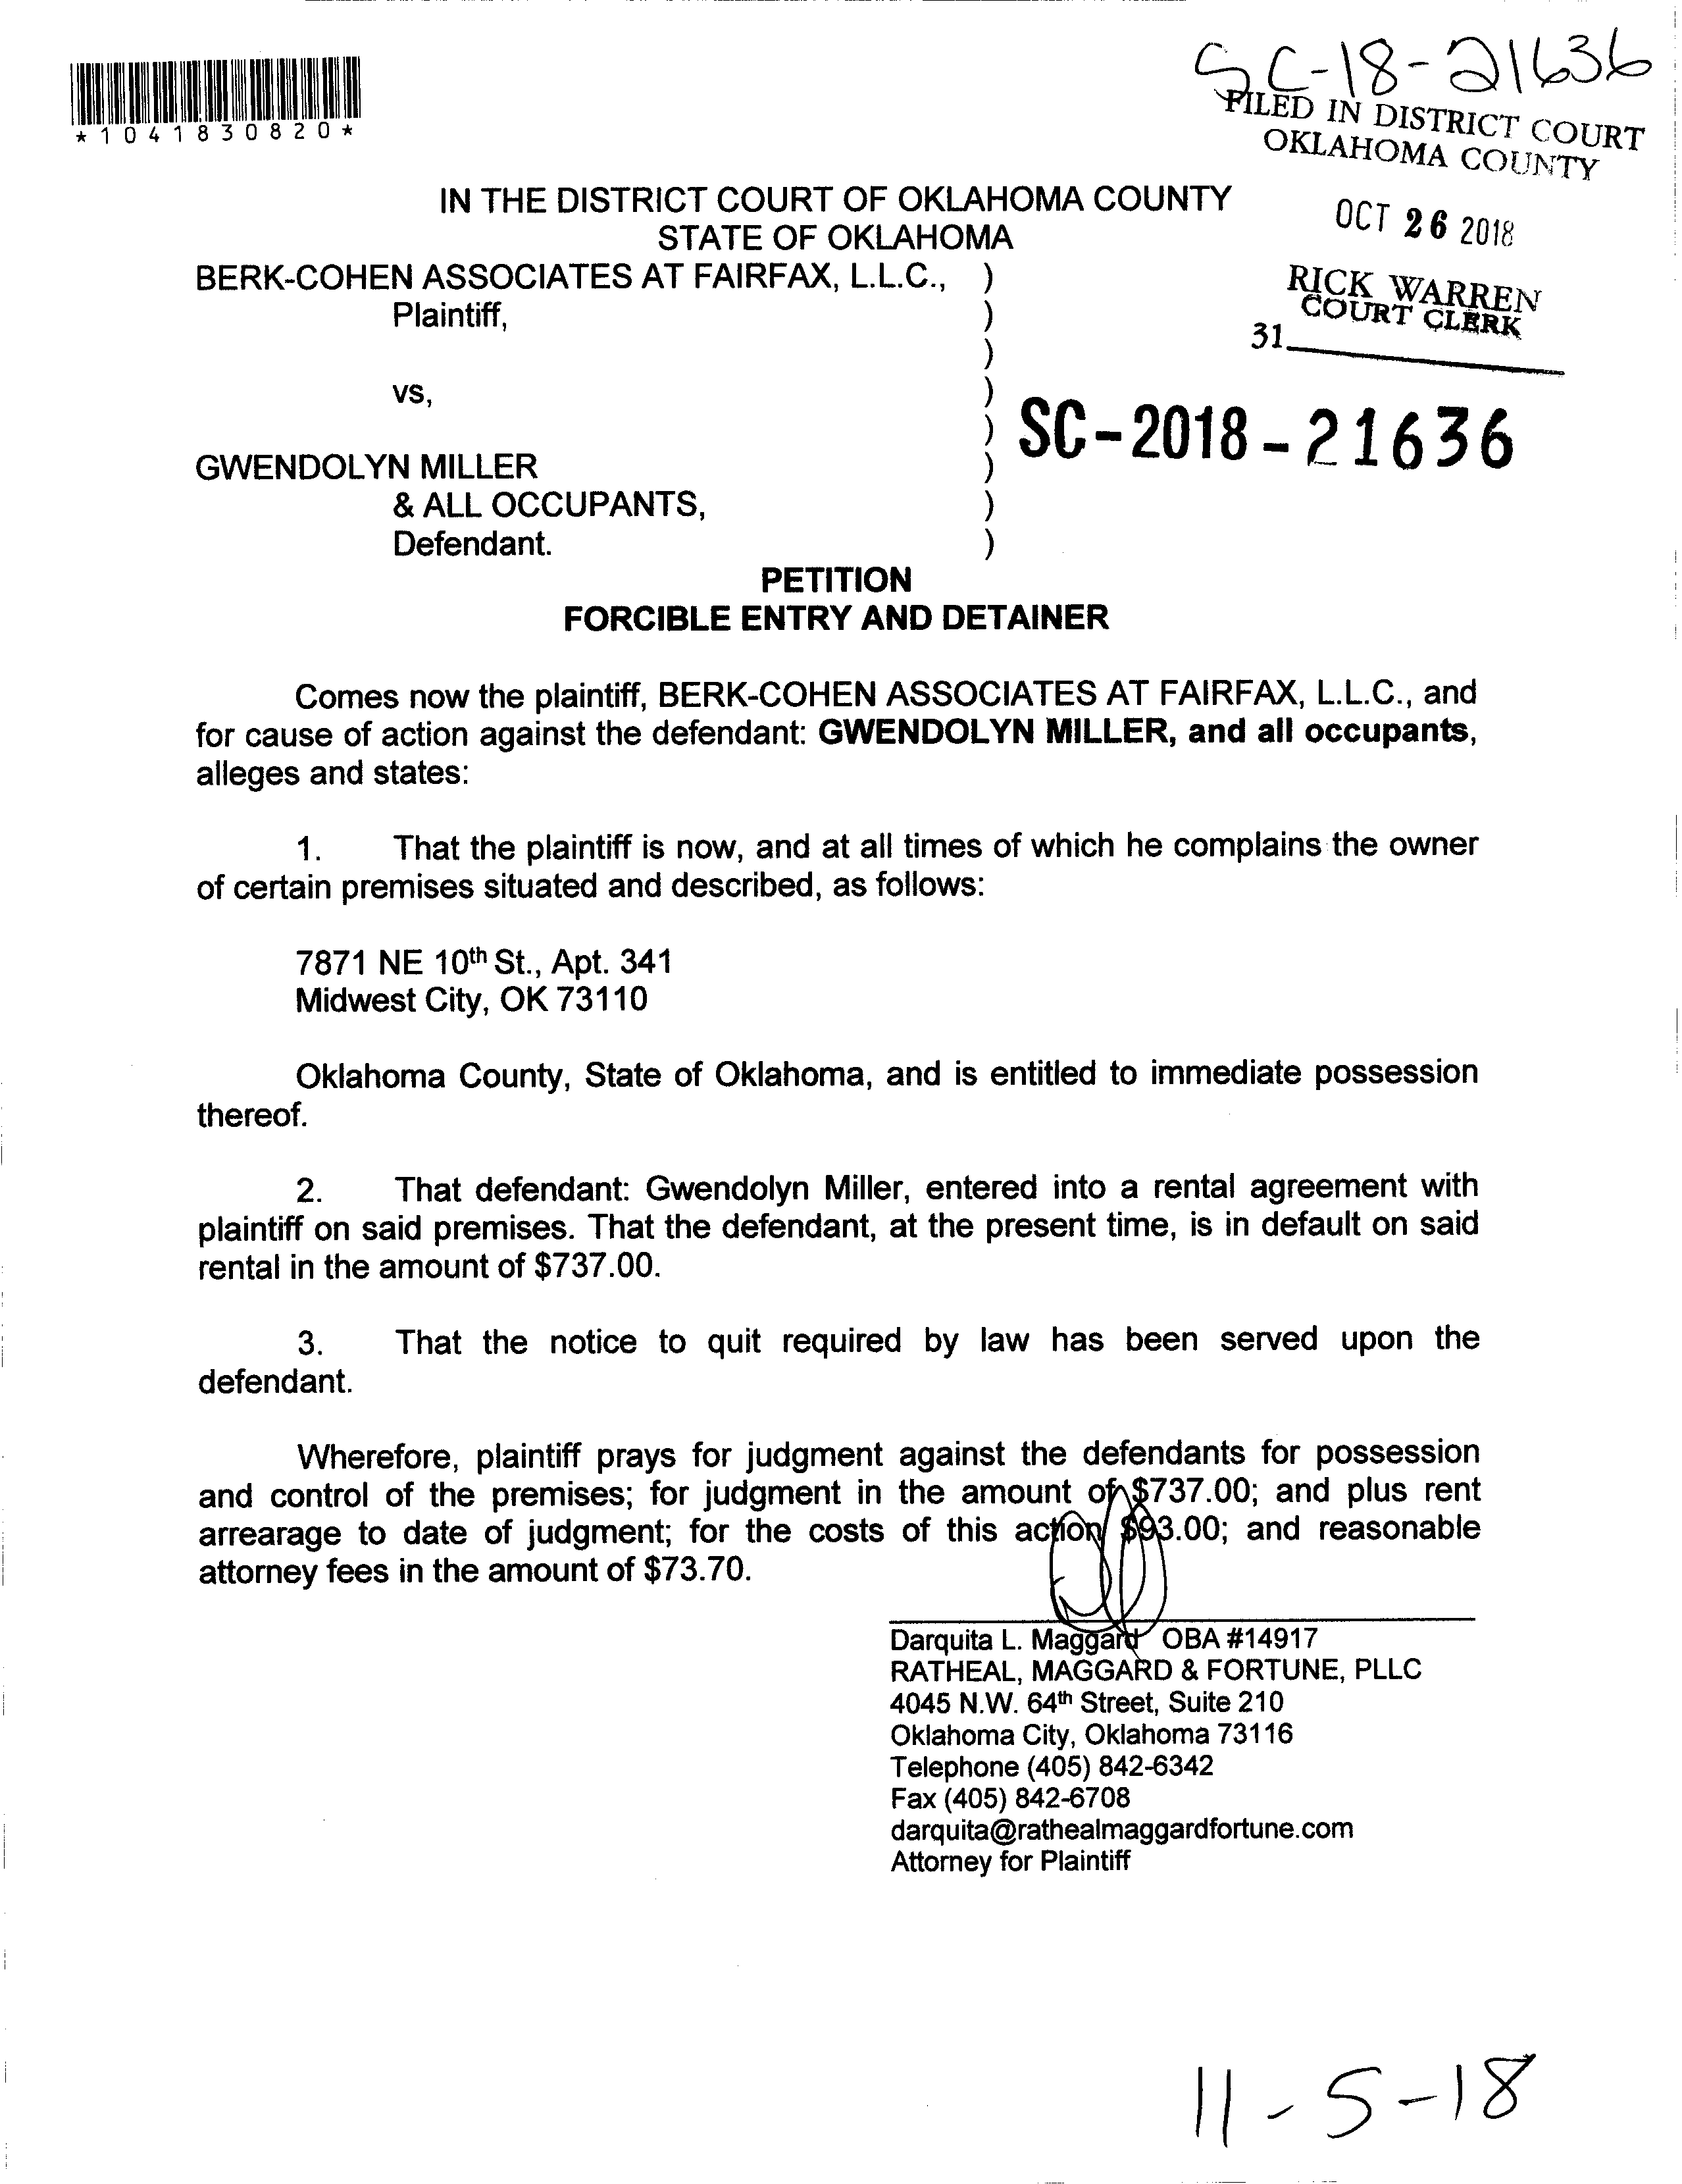 SC-18-21636
*1041830820*
FILED IN DISTRICT COURT
OKLAHOMA COUNTY
OCT 26 2018
RICK WARREN
COURT CLERK
31
IN THE DISTRICT COURT OF OKLAHOMA COUNTY
STATE OF OKLAHOMA
BERK-COHEN ASSOCIATES AT FAIRFAX, L.L.C., )
Plaintiff, )
)
vs, )
)
SC-2018-21636
GWENDOLYN MILLER )
& ALL OCCUPANTS, )
Defendant. )
PETITION
FORCIBLE ENTRY AND DETAINER
Comes now the plaintiff, BERK-COHEN ASSOCIATES AT FAIRFAX, L.L.C., and
for cause of action against the defendant: GWENDOLYN MILLER, and all occupants,
alleges and states:
1. That the plaintiff is now, and at all times of which he complains the owner
of certain premises situated and described, as follows:
7871 NE 10th St., Apt. 341
Midwest City, OK 73110
Oklahoma County, State of Oklahoma, and is entitled to immediate possession
thereof.
2. That defendant: Gwendolyn Miller, entered into a rental agreement with
plaintiff on said premises. That the defendant, at the present time, is in default on said
rental in the amount of $737.00.
3. That the notice to quit required by law has been served upon the
defendant.
Wherefore, plaintiff prays for judgment against the defendants for possession
and control of the premises; for judgment in the amount of $737.00; and plus rent
arrearage to date of judgment; for the costs of this action $93.00; and reasonable
attorney fees in the amount of $73.70.
Darquita L. Maggard OBA #14917
RATHEAL, MAGGARD & FORTUNE, PLLC
4045 N.W. 64th Street, Suite 210
Oklahoma City, Oklahoma 73116
Telephone (405) 842-6342
Fax (405) 842-6708
darquita@rathealmaggardfortune.com
Attorney for Plaintiff
11-5-18